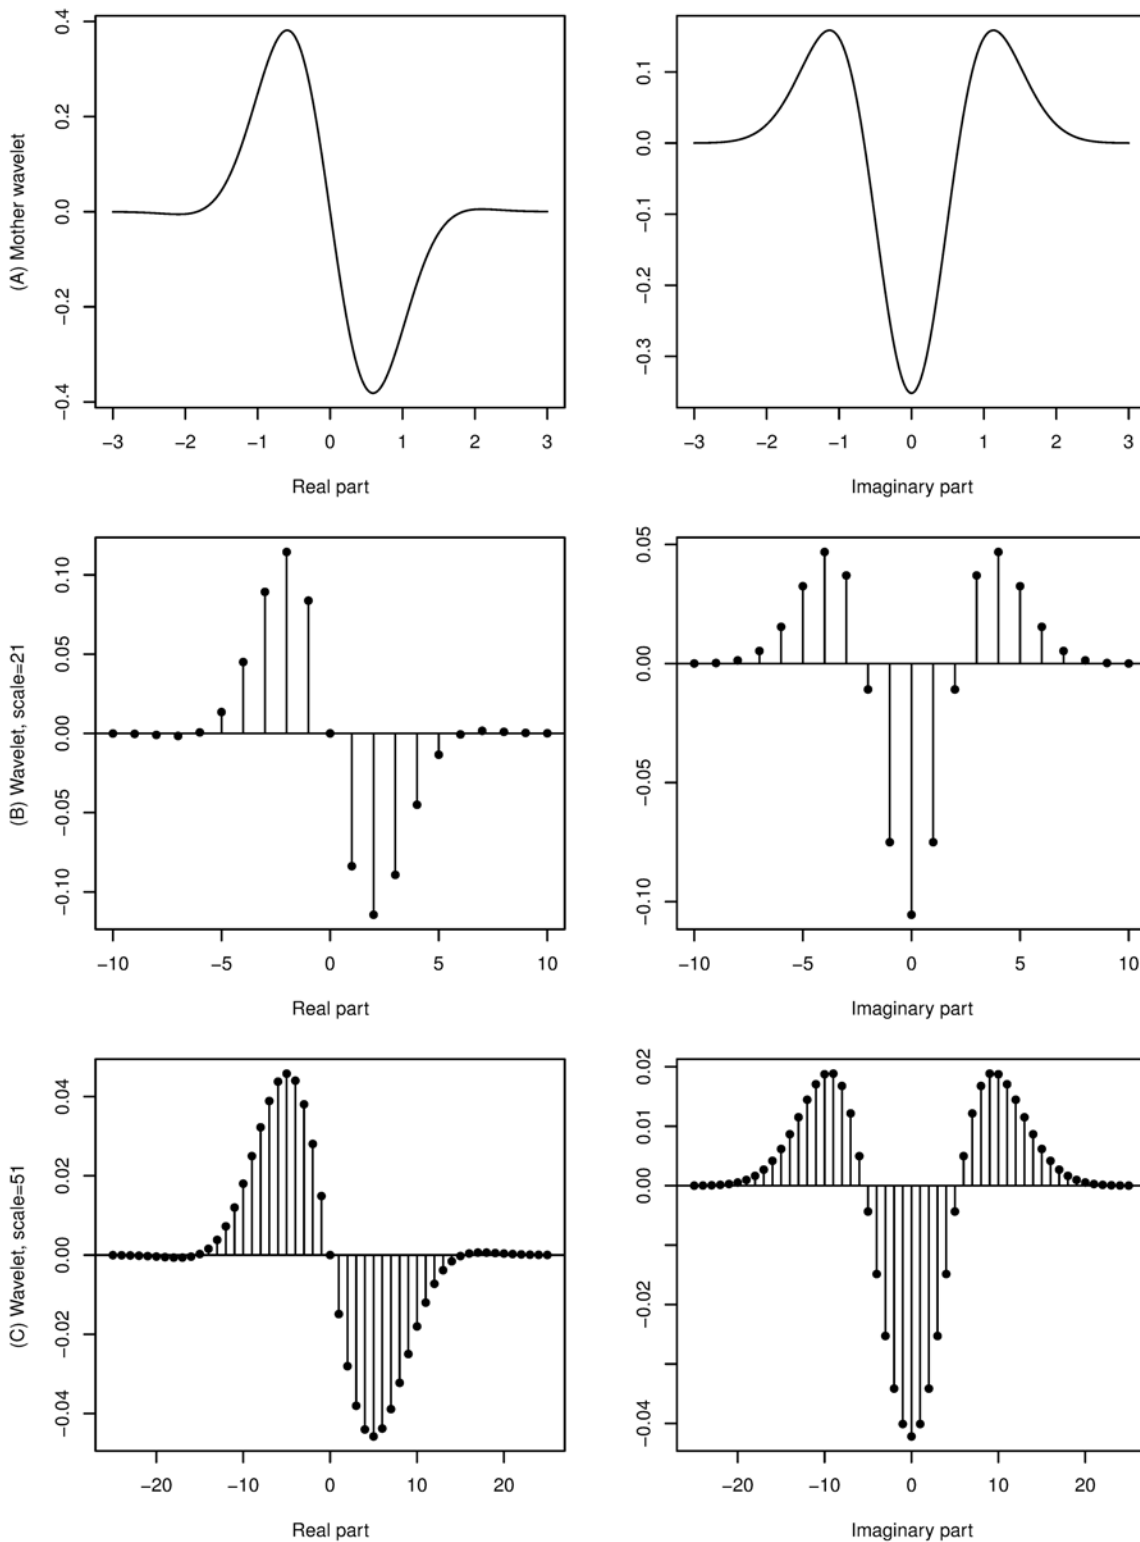 (A) Mother wavelet
0.4
0.2
0.0
−0.2
−0.4
−3 −2 −1 0 1 2 3
Real part
0.1
0.0
−0.1
−0.2
−0.3
−3 −2 −1 0 1 2 3
Imaginary part
(B) Wavelet, scale=21
0.10
0.05
0.00
−0.05
−0.10
−10 −5 0 5 10
Real part
0.05
0.00
−0.05
−0.10
−10 −5 0 5 10
Imaginary part
(C) Wavelet, scale=51
0.04
0.02
0.00
−0.02
−0.04
−20 −10 0 10 20
Real part
0.02
0.01
0.00
−0.02
−0.04
−20 −10 0 10 20
Imaginary part